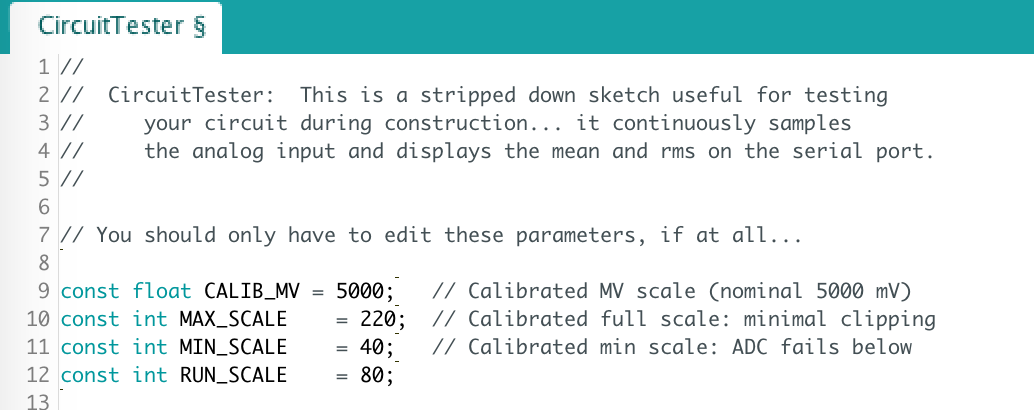 CircuitTester §
1 //
2 //  CircuitTester:  This is a stripped down sketch useful for testing
3 //     your circuit during construction... it continuously samples
4 //     the analog input and displays the mean and rms on the serial port.
5 //
6
7 // You should only have to edit these parameters, if at all...
8
9 const float CALIB_MV = 5000;   // Calibrated MV scale (nominal 5000 mV)
10 const int MAX_SCALE    = 220;  // Calibrated full scale: minimal clipping
11 const int MIN_SCALE    = 40;   // Calibrated min scale: ADC fails below
12 const int RUN_SCALE    = 80;
13